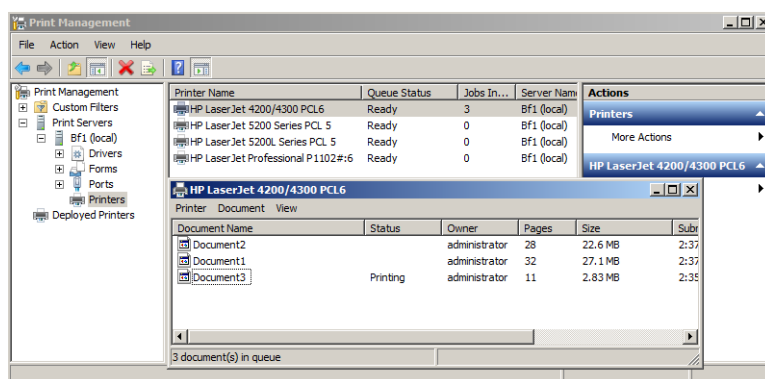 Print Management
File Action View Help
Print Management
Custom Filters
Print Servers
Bf1 (local)
Drivers
Forms
Ports
Printers
Deployed Printers
Printer Name Queue Status Jobs In... Server Nam
HP LaserJet 4200/4300 PCL6 Ready 3 Bf1 (local)
HP LaserJet 5200 Series PCL 5 Ready 0 Bf1 (local)
HP LaserJet 5200L Series PCL 5 Ready 0 Bf1 (local)
HP LaserJet Professional P1102#:6 Ready 0 Bf1 (local)
Actions
Printers
More Actions
HP LaserJet 4200/4300 PCL6
HP LaserJet 4200/4300 PCL6
Printer Document View
Document Name Status Owner Pages Size Subr
Document2 administrator 28 22.6 MB 2:37
Document1 administrator 32 27.1 MB 2:37
Document3 Printing administrator 11 2.83 MB 2:35
3 document(s) in queue